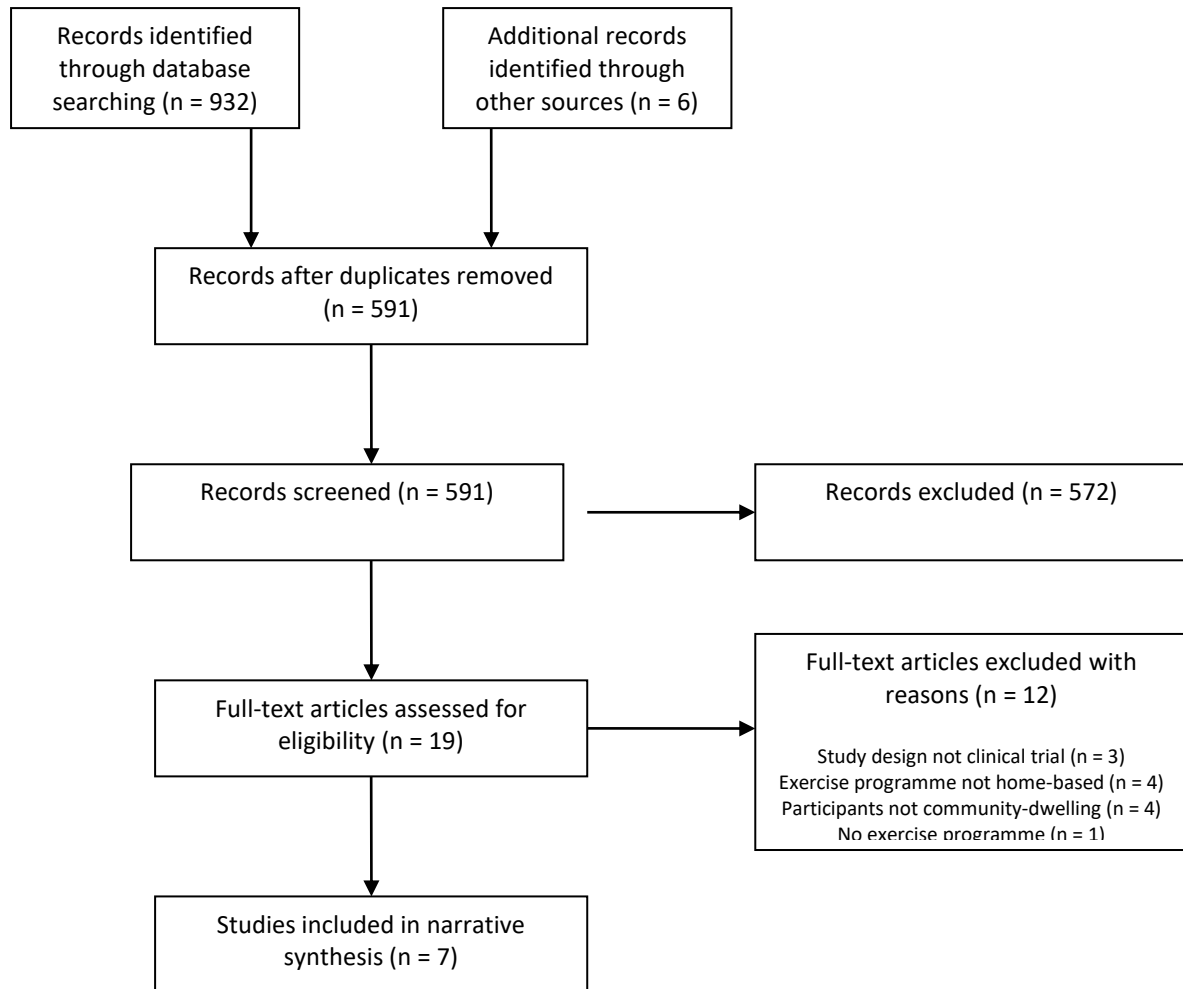 Records identified
through database
searching (n = 932)
Additional records
identified through
other sources (n = 6)
Records after duplicates removed
(n = 591)
Records screened (n = 591)
Records excluded (n = 572)
Full-text articles assessed for
eligibility (n = 19)
Full-text articles excluded with
reasons (n = 12)
Study design not clinical trial (n = 3)
Exercise programme not home-based (n = 4)
Participants not community-dwelling (n = 4)
No exercise programme (n = 1)
Studies included in narrative
synthesis (n = 7)